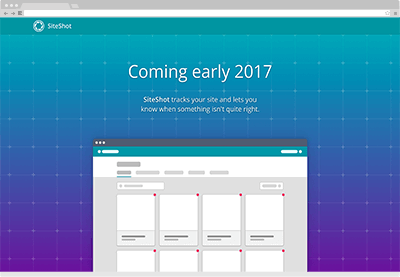 SiteShot
Coming early 2017
SiteShot tracks your site and lets you
know when something isn't quite right.